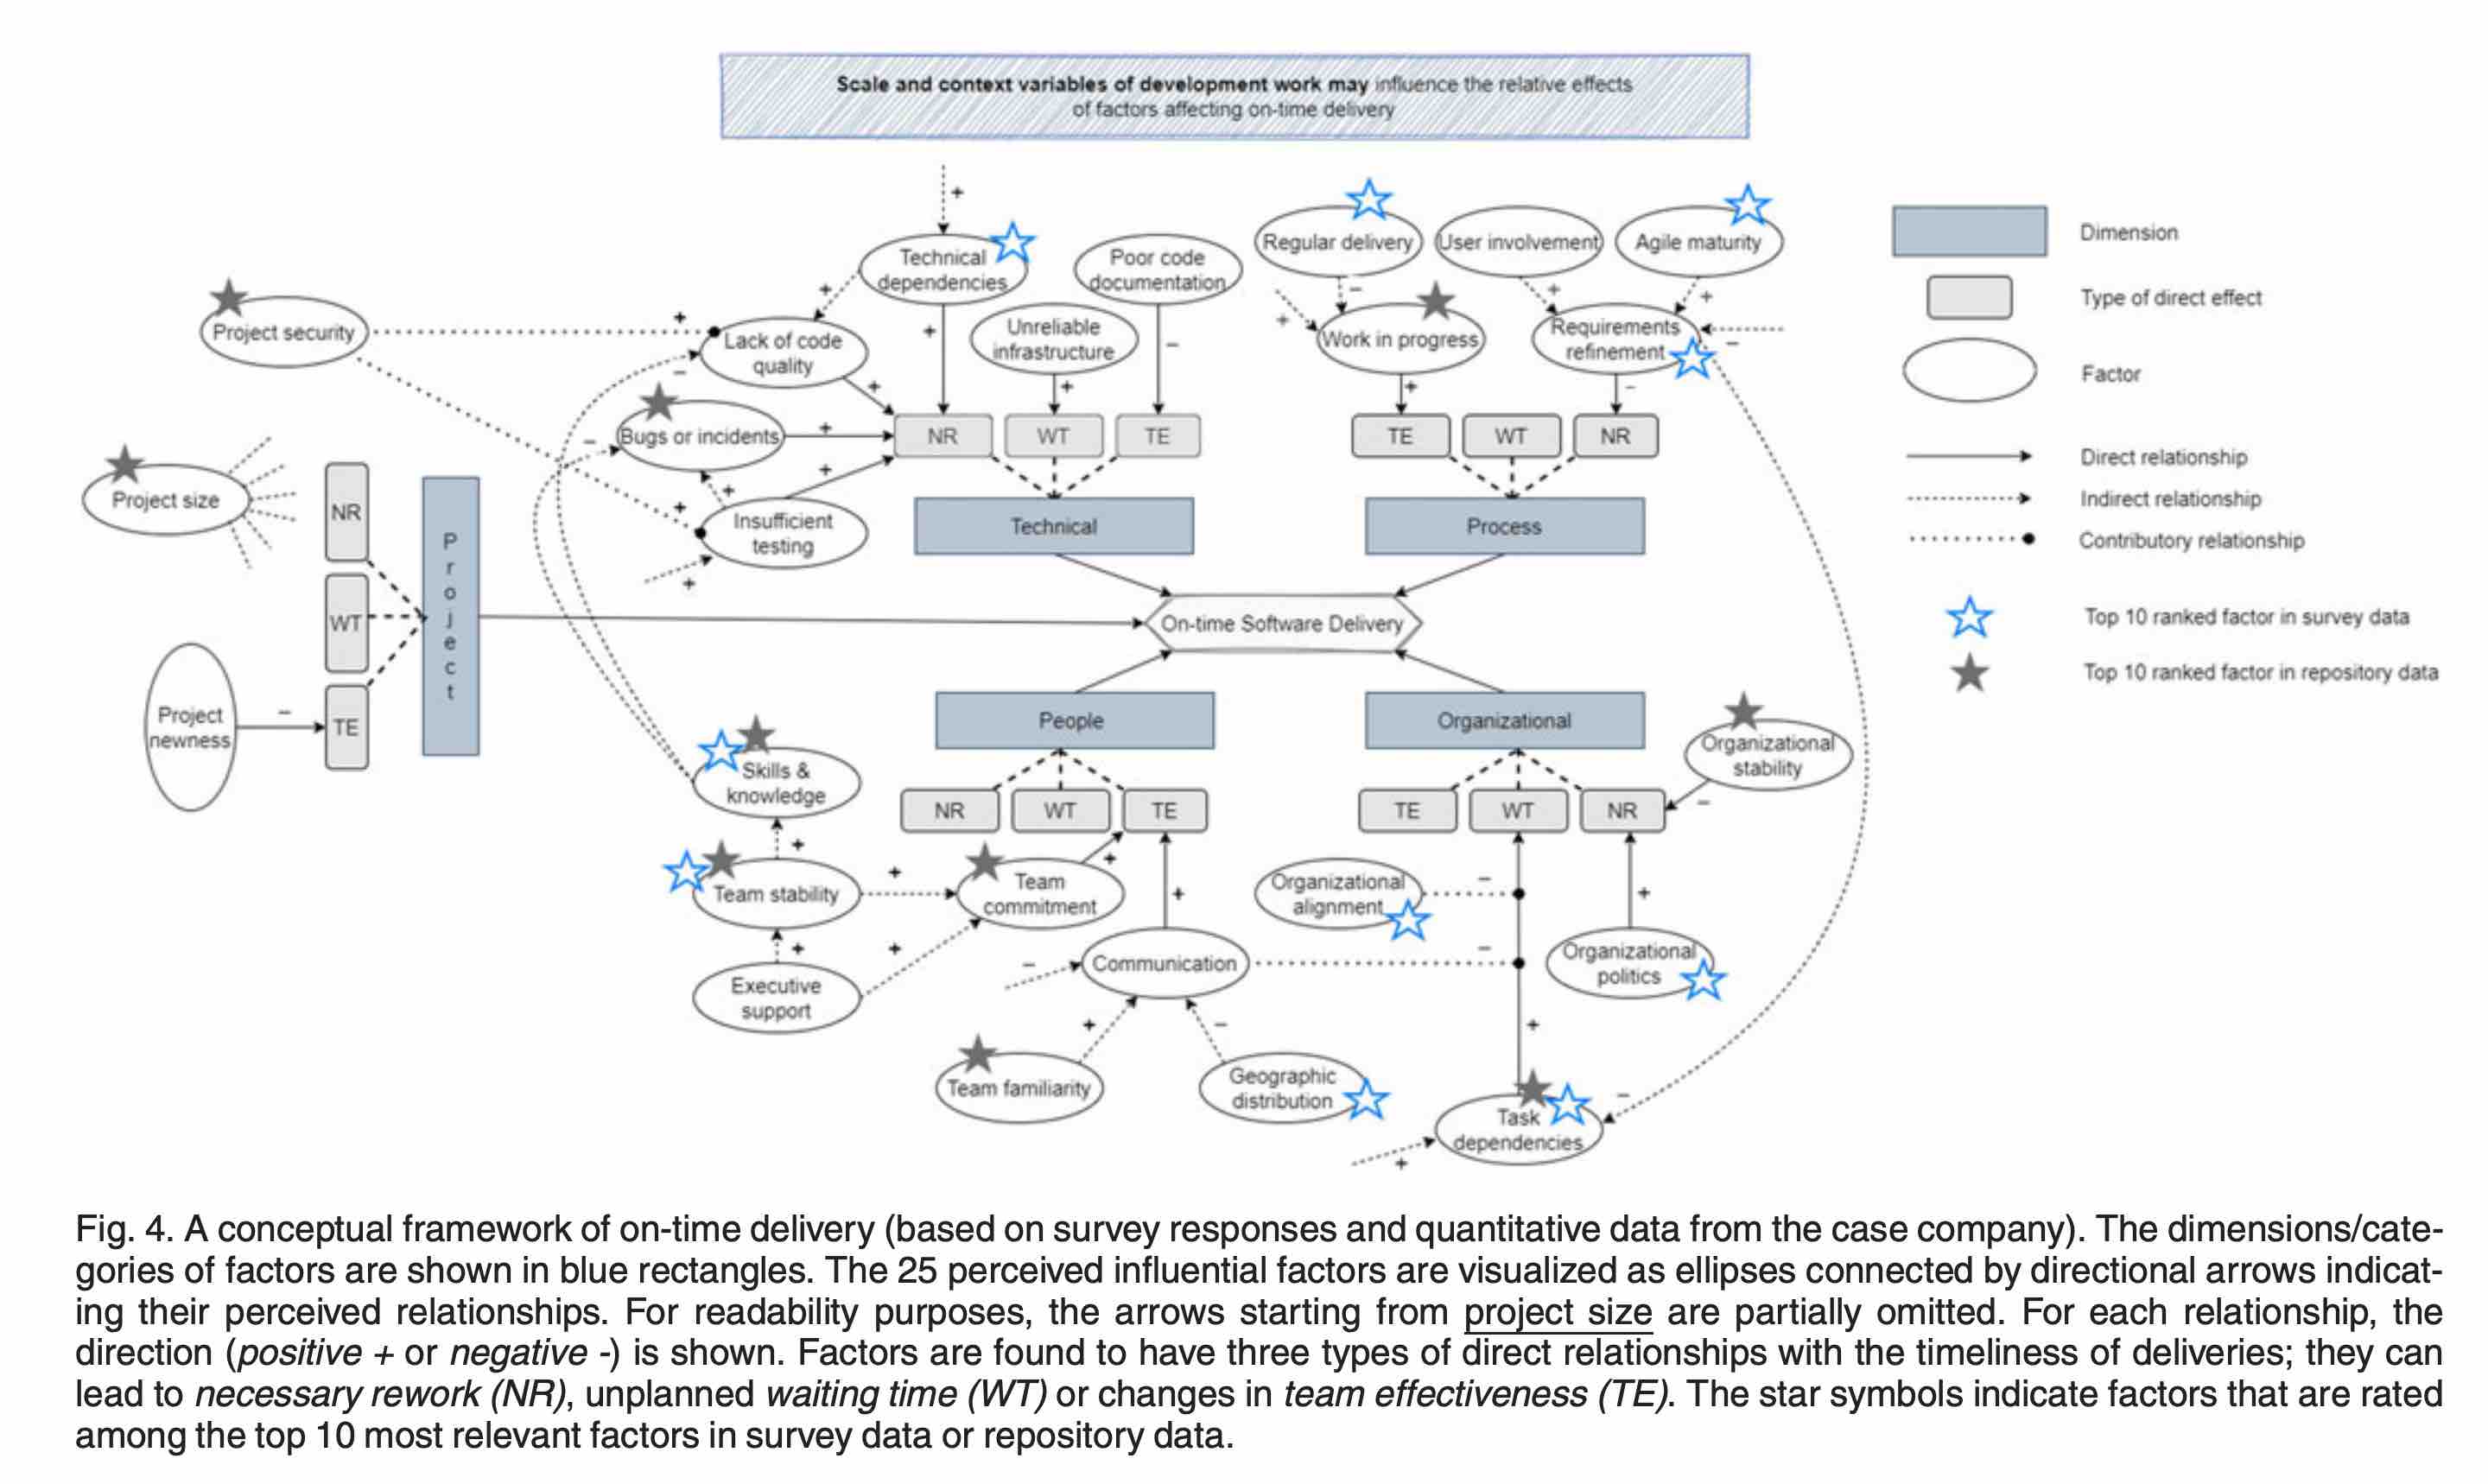 Scale and context variables of development work may influence the relative effects
of factors affecting on-time delivery
+
Technical
dependencies
Poor code
documentation
Regular delivery
User involvement
Agile maturity
Dimension
Type of direct effect
Factor
Direct relationship
Indirect relationship
Contributory relationship
Top 10 ranked factor in survey data
Top 10 ranked factor in repository data
Project security
+
+
Lack of code
quality
+
Unreliable
infrastructure
–
+
–
Work in progress
+
+
Requirements
refinement
–
–
+
+
+
–
–
Bugs or incidents
+
NR
WT
TE
TE
WT
NR
Project size
NR
WT
TE
Project
+
+
+
Insufficient
testing
+
Technical
Process
On-time Software Delivery
Project
newness
–
People
Organizational
Skills &
knowledge
Organizational
stability
–
NR
WT
TE
TE
WT
NR
+
Team stability
+
Team
commitment
+
+
Organizational
alignment
–
+
+
+
Executive
support
–
Communication
–
Organizational
politics
+
–
+
Team familiarity
Geographic
distribution
Task
dependencies
–
+
Fig. 4. A conceptual framework of on-time delivery (based on survey responses and quantitative data from the case company). The dimensions/cate-
gories of factors are shown in blue rectangles. The 25 perceived influential factors are visualized as ellipses connected by directional arrows indicat-
ing their perceived relationships. For readability purposes, the arrows starting from project size are partially omitted. For each relationship, the
direction (positive + or negative -) is shown. Factors are found to have three types of direct relationships with the timeliness of deliveries; they can
lead to necessary rework (NR), unplanned waiting time (WT) or changes in team effectiveness (TE). The star symbols indicate factors that are rated
among the top 10 most relevant factors in survey data or repository data.